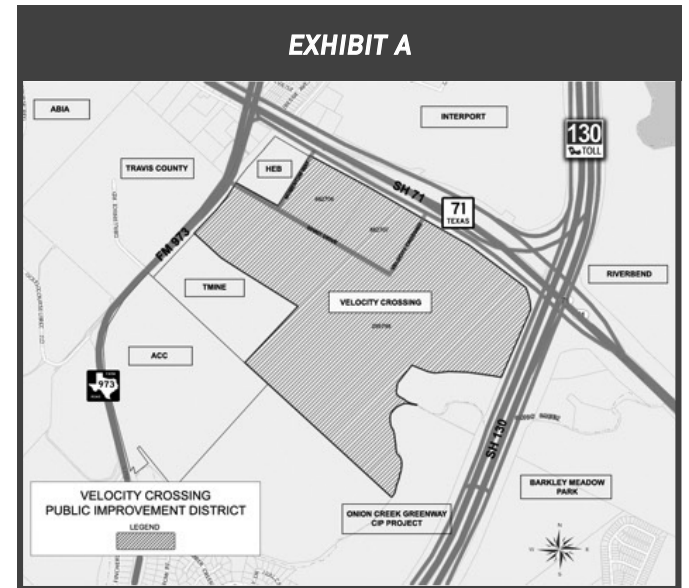 EXHIBIT A
ABIA
INTERPORT
130
TOLL
TRAVIS COUNTY
HEB
SH 71
71
TEXAS
FM 973
RIVERBEND
TMINE
VELOCITY CROSSING
ACC
973
SH 130
BARKLEY MEADOW
PARK
VELOCITY CROSSING
PUBLIC IMPROVEMENT DISTRICT
LEGEND
ONION CREEK GREENWAY
CIP PROJECT
N
W
E
S